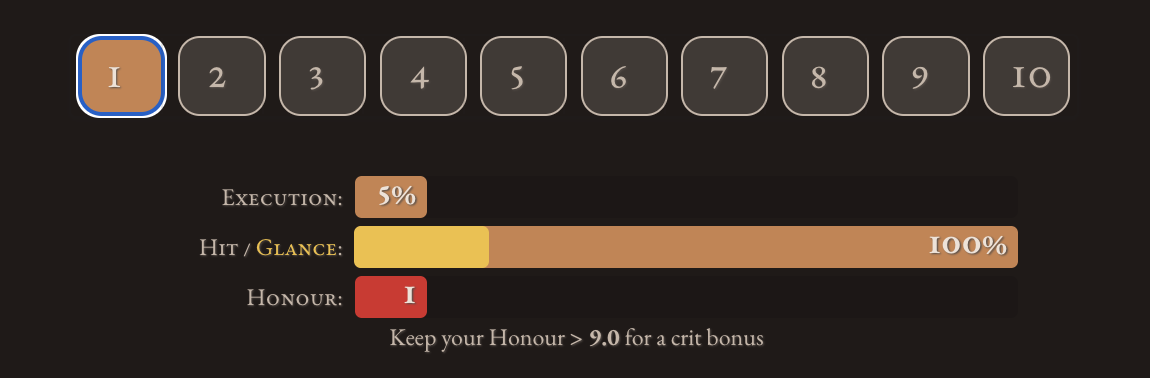 1 2 3 4 5 6 7 8 9 10
Execution: 5%
Hit / Glance: 100%
Honour: 1
Keep your Honour > 9.0 for a crit bonus